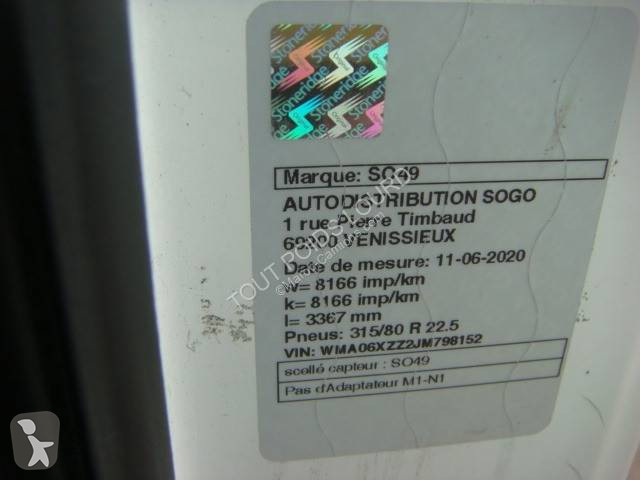 Stoneridge
Stoneridge
Stoneridge
Marque: SO49
AUTODISTRIBUTION SOGO
1 rue Pierre Timbaud
69200 VENISSIEUX
Date de mesure: 11-06-2020
w= 8166 imp/km
k= 8166 imp/km
l= 3367 mm
Pneus: 315/80 R 22.5
VIN: WMA06XZZ2JM798152
scellé capteur : SO49
Pas d'Adaptateur M1-N1
TOUT POIDS LOURD